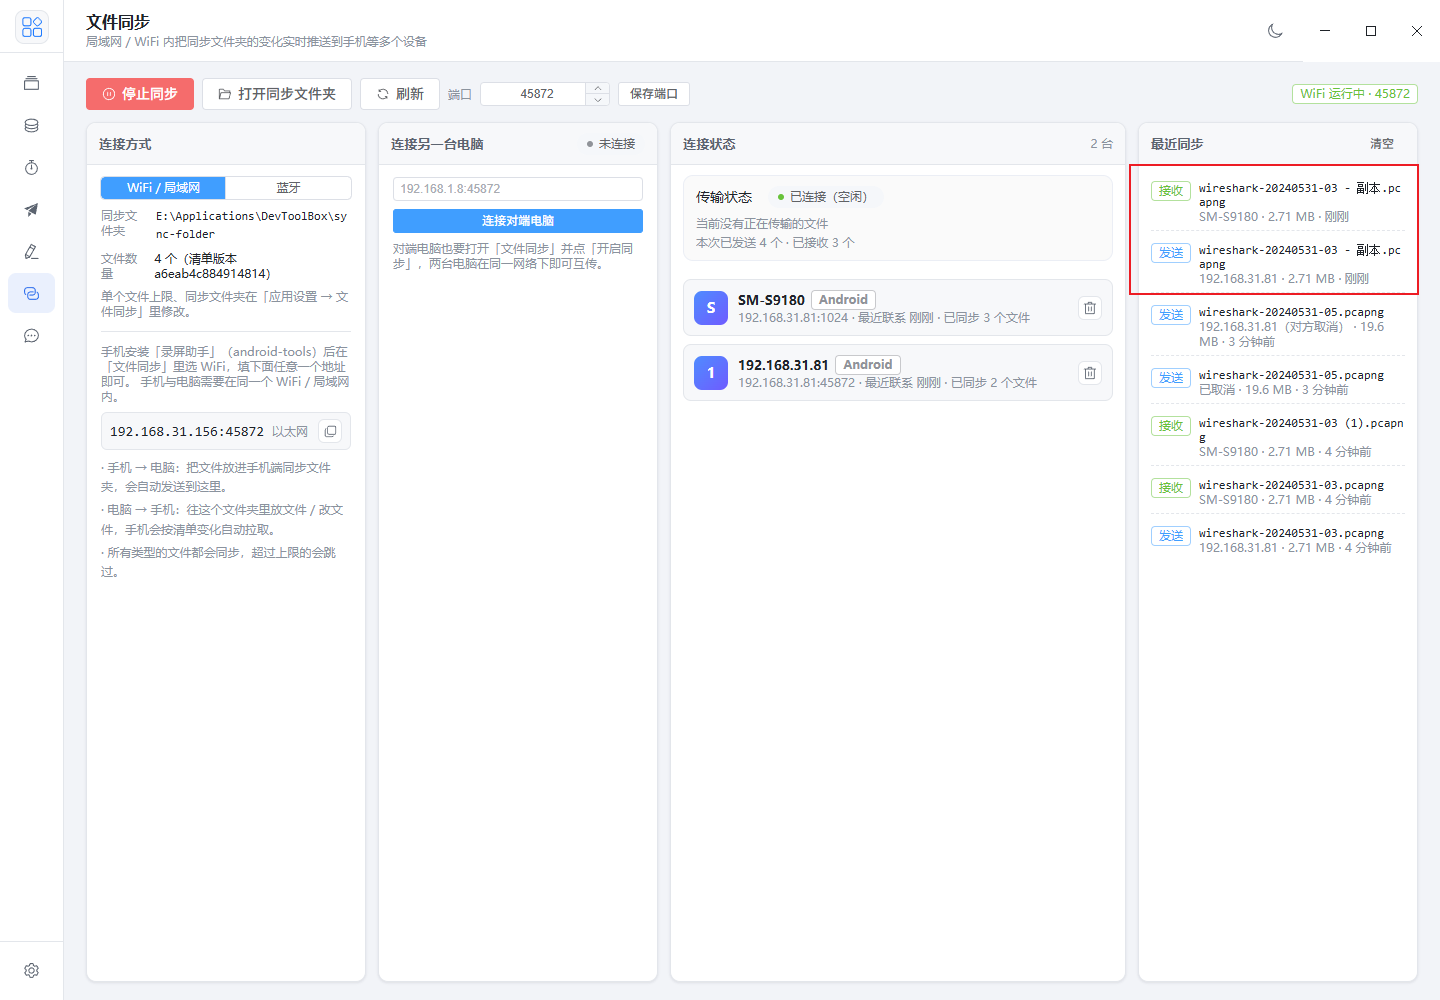 文件同步
局域网 / WiFi 内把同步文件夹的变化实时推送到手机等多个设备
停止同步
打开同步文件夹
刷新
端口
45872
保存端口
WiFi 运行中 · 45872
连接方式
WiFi / 局域网
蓝牙
同步文件夹
E:\Applications\DevToolBox\sy
nc-folder
文件数量
4 个（清单版本
a6eab4c884914814）
单个文件上限、同步文件夹在「应用设置 → 文
件同步」里修改。
手机安装「录屏助手」（android-tools）后在
「文件同步」里选 WiFi，填下面任意一个地址
即可。 手机与电脑需要在同一个 WiFi / 局域网
内。
192.168.31.156:45872 以太网
· 手机 → 电脑：把文件放进手机端同步文件
夹，会自动发送到这里。
· 电脑 → 手机：往这个文件夹里放文件 / 改文
件，手机会按清单变化自动拉取。
· 所有类型的文件都会同步，超过上限的会跳
过。
连接另一台电脑
未连接
192.168.1.8:45872
连接对端电脑
对端电脑也要打开「文件同步」并点「开启同
步」，两台电脑在同一网络下即可互传。
连接状态
2 台
传输状态
已连接（空闲）
当前没有正在传输的文件
本次已发送 4 个 · 已接收 3 个
S
SM-S9180 Android
192.168.31.81:1024 · 最近联系 刚刚 · 已同步 3 个文件
1
192.168.31.81 Android
192.168.31.81:45872 · 最近联系 刚刚 · 已同步 2 个文件
最近同步
清空
接收
wireshark-20240531-03 - 副本.pc
apng
SM-S9180 · 2.71 MB · 刚刚
发送
wireshark-20240531-03 - 副本.pc
apng
192.168.31.81 · 2.71 MB · 刚刚
发送
wireshark-20240531-05.pcapng
192.168.31.81（对方取消） · 19.6
MB · 3 分钟前
发送
wireshark-20240531-05.pcapng
已取消 · 19.6 MB · 3 分钟前
接收
wireshark-20240531-03 (1).pcapn
g
SM-S9180 · 2.71 MB · 4 分钟前
接收
wireshark-20240531-03.pcapng
SM-S9180 · 2.71 MB · 4 分钟前
发送
wireshark-20240531-03.pcapng
192.168.31.81 · 2.71 MB · 4 分钟前